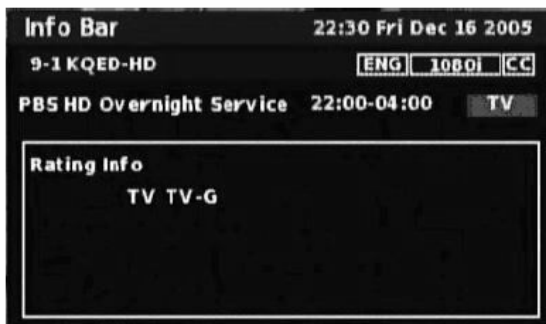 Info Bar 22:30 Fri Dec 16 2005
9-1 KQED-HD ENG 1080i CC
PBS HD Overnight Service 22:00-04:00 TV
Rating Info
TV TV-G